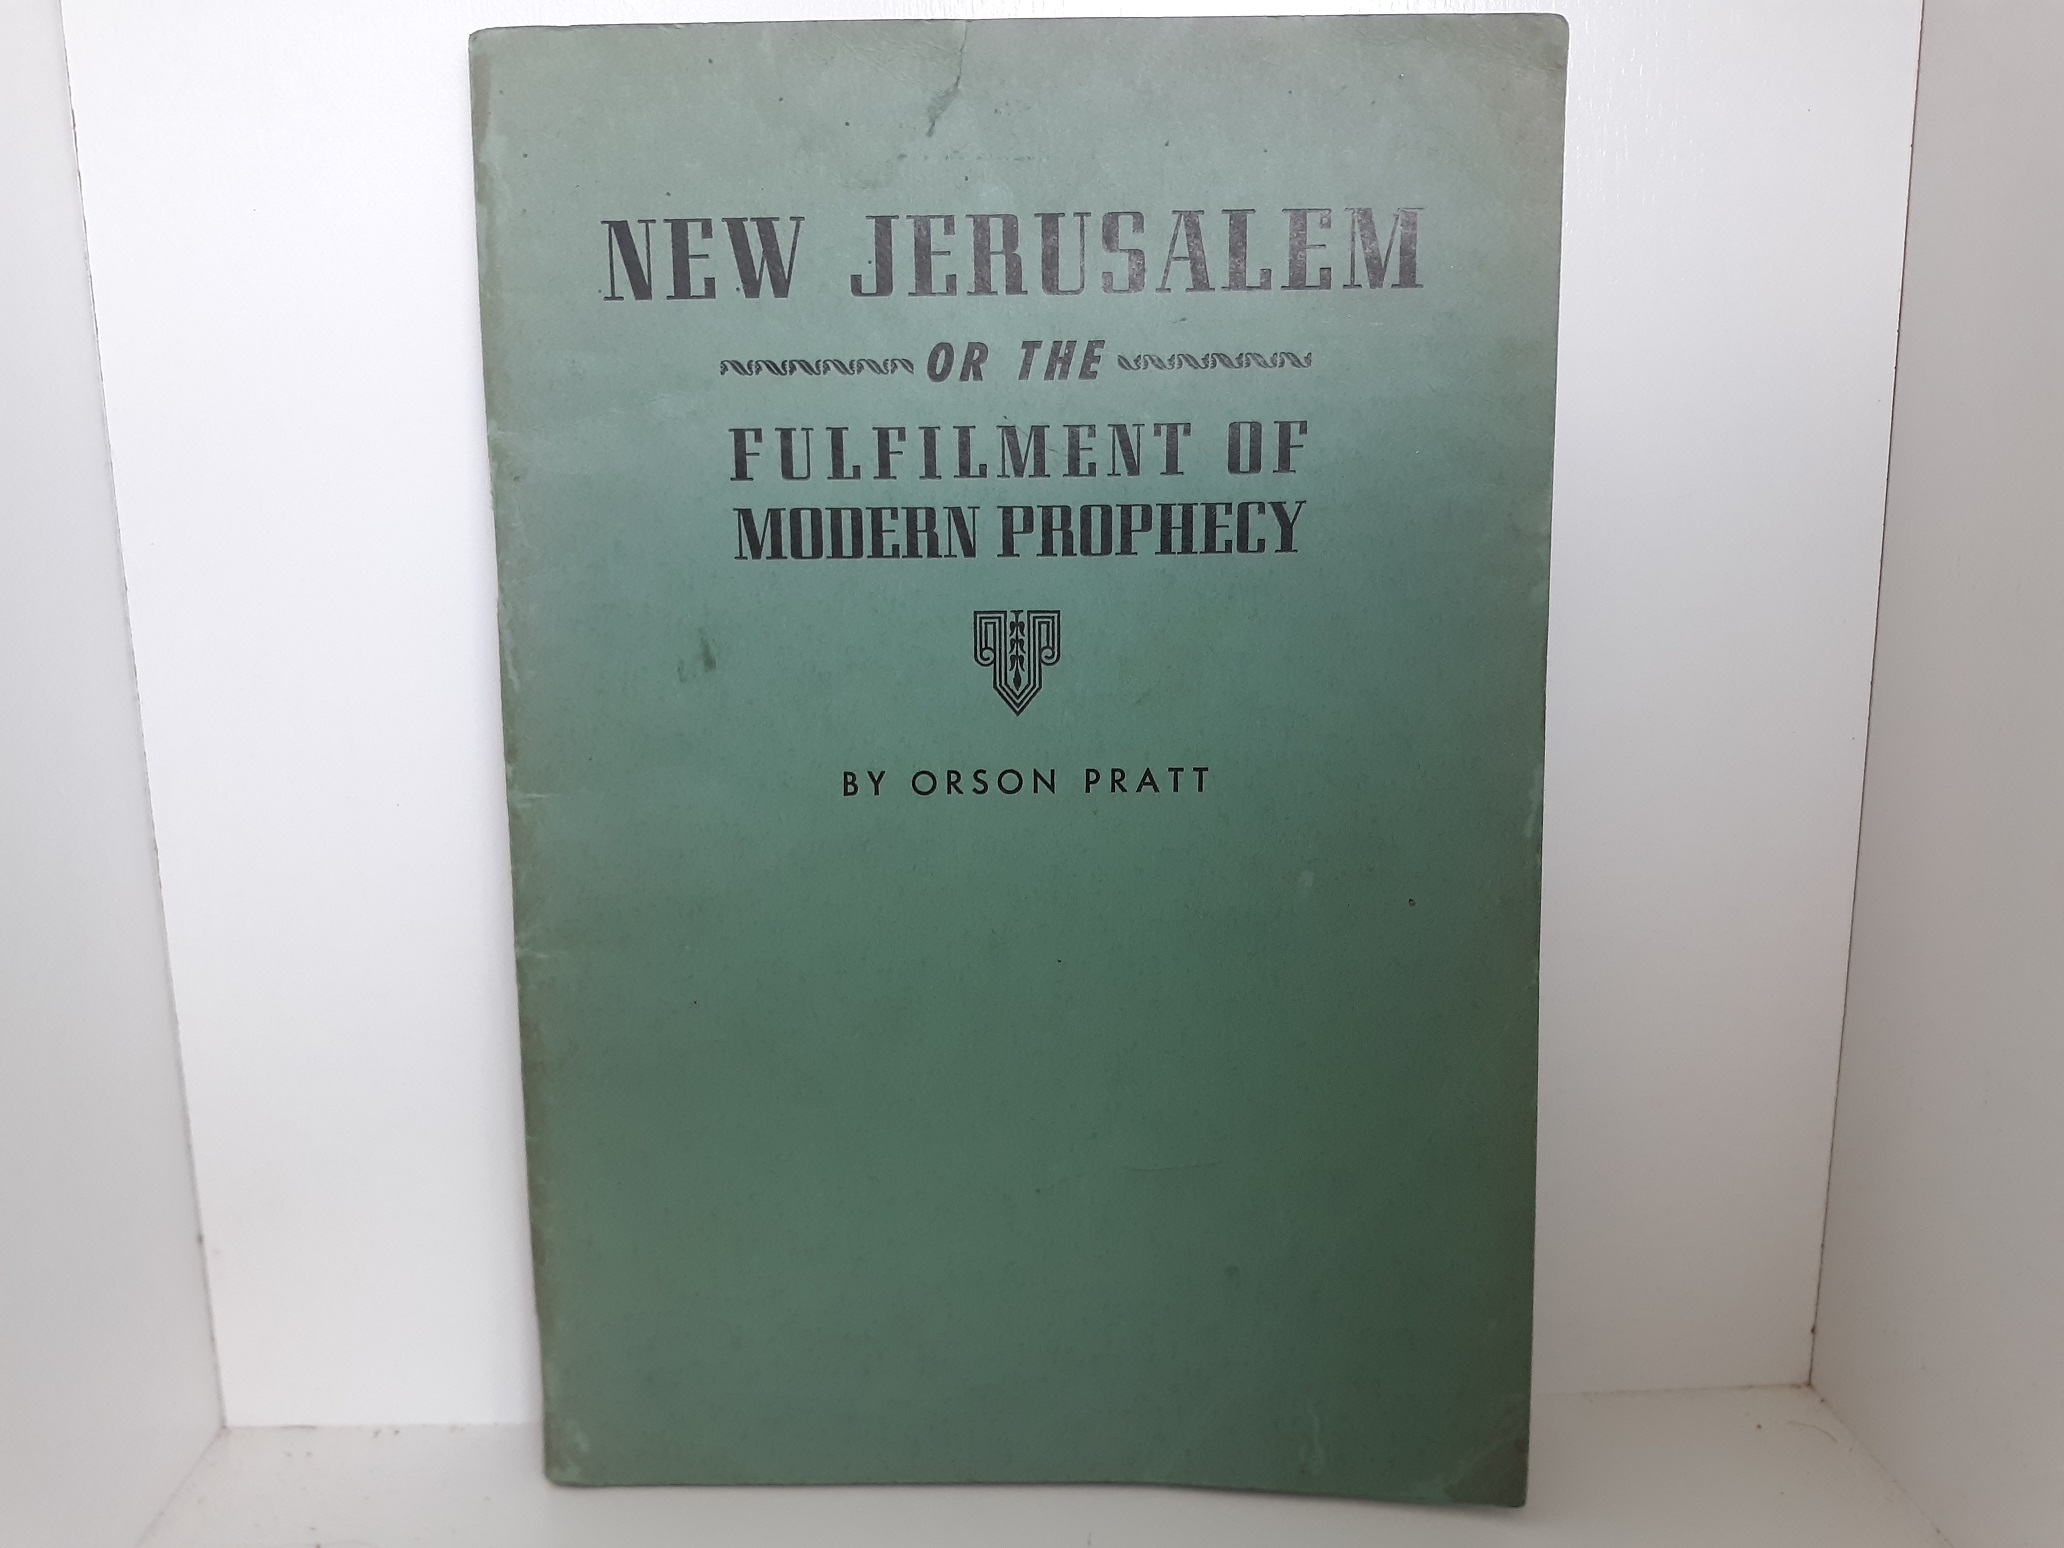 NEW JERUSALEM
OR THE
FULFILMENT OF
MODERN PROPHECY
BY ORSON PRATT